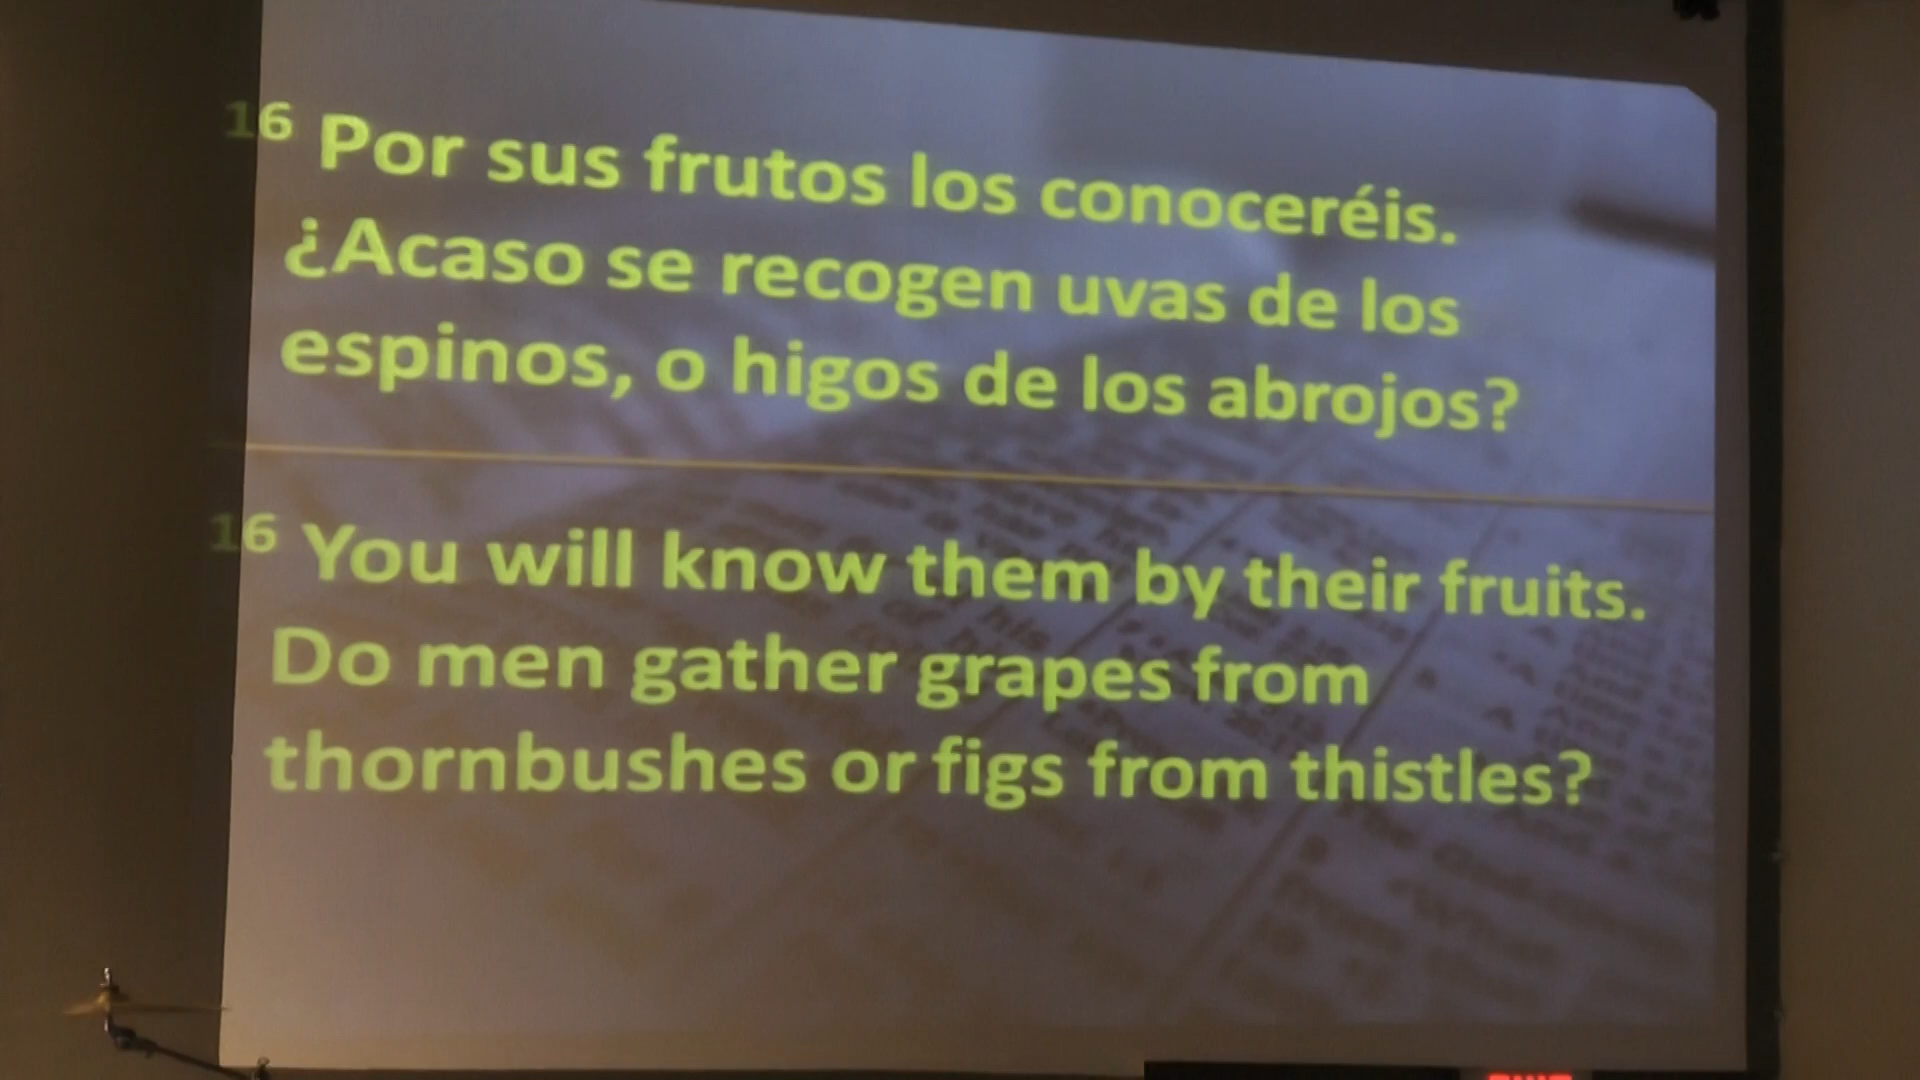 16 Por sus frutos los conoceréis.
¿Acaso se recogen uvas de los
espinos, o higos de los abrojos?
16 You will know them by their fruits.
Do men gather grapes from
thornbushes or figs from thistles?